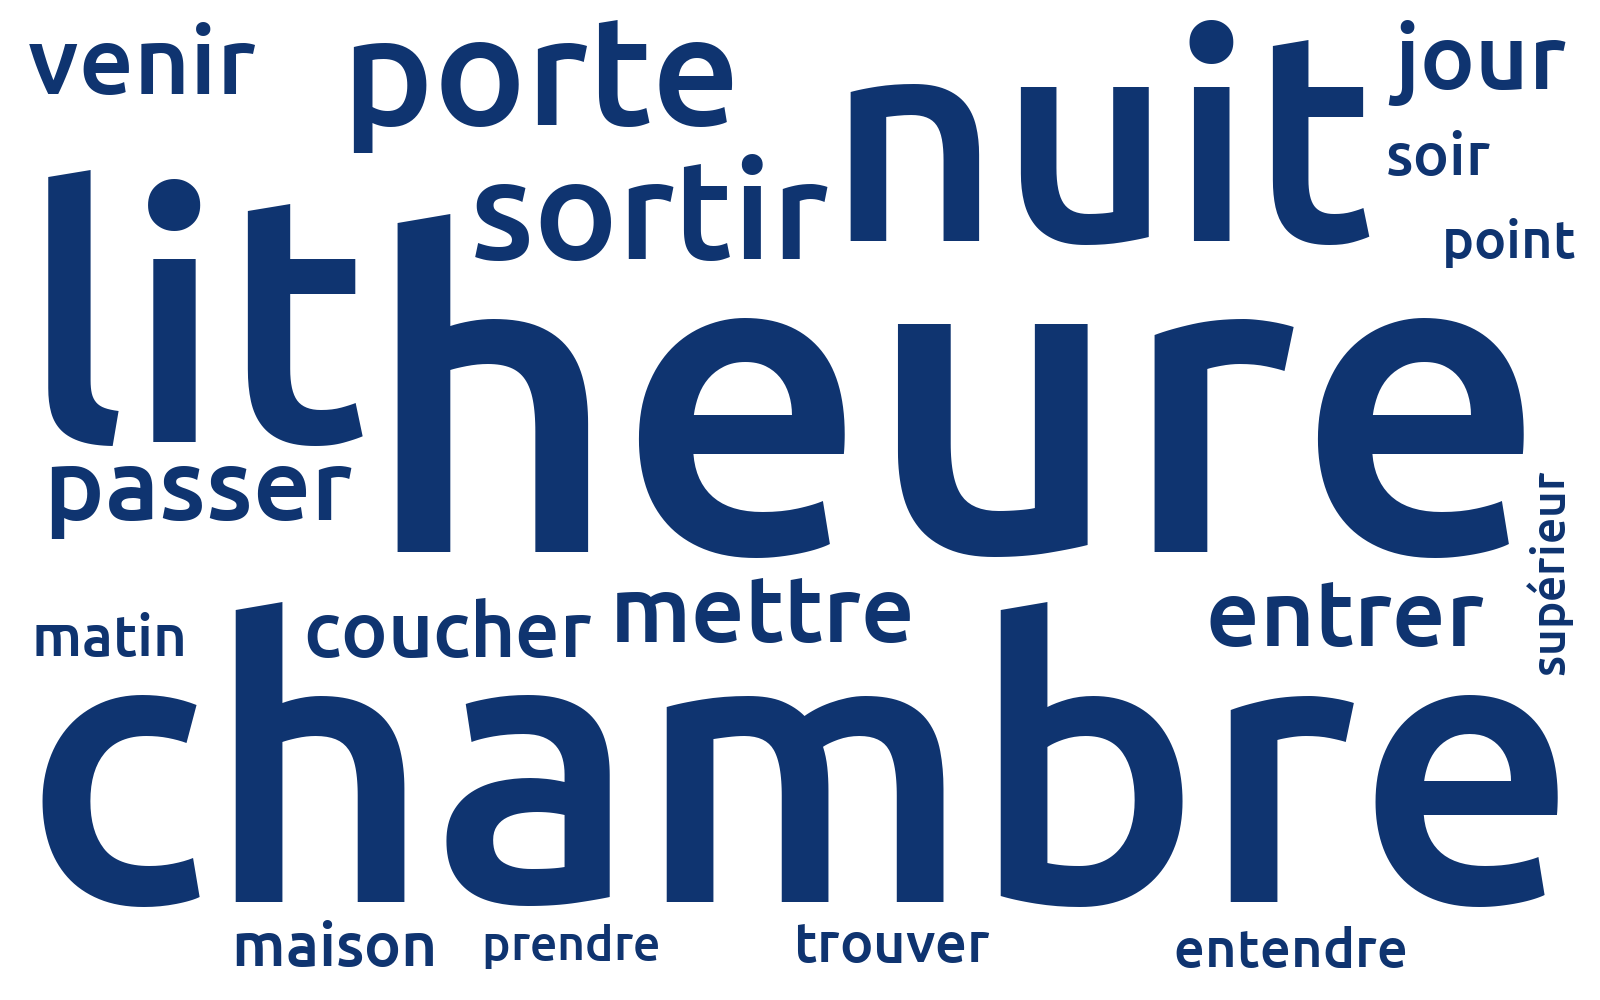 venir
porte
nuit
jour
soir
sortir
point
lit
heure
passer
supérieur
matin
coucher
mettre
entrer
chambre
maison
prendre
trouver
entendre